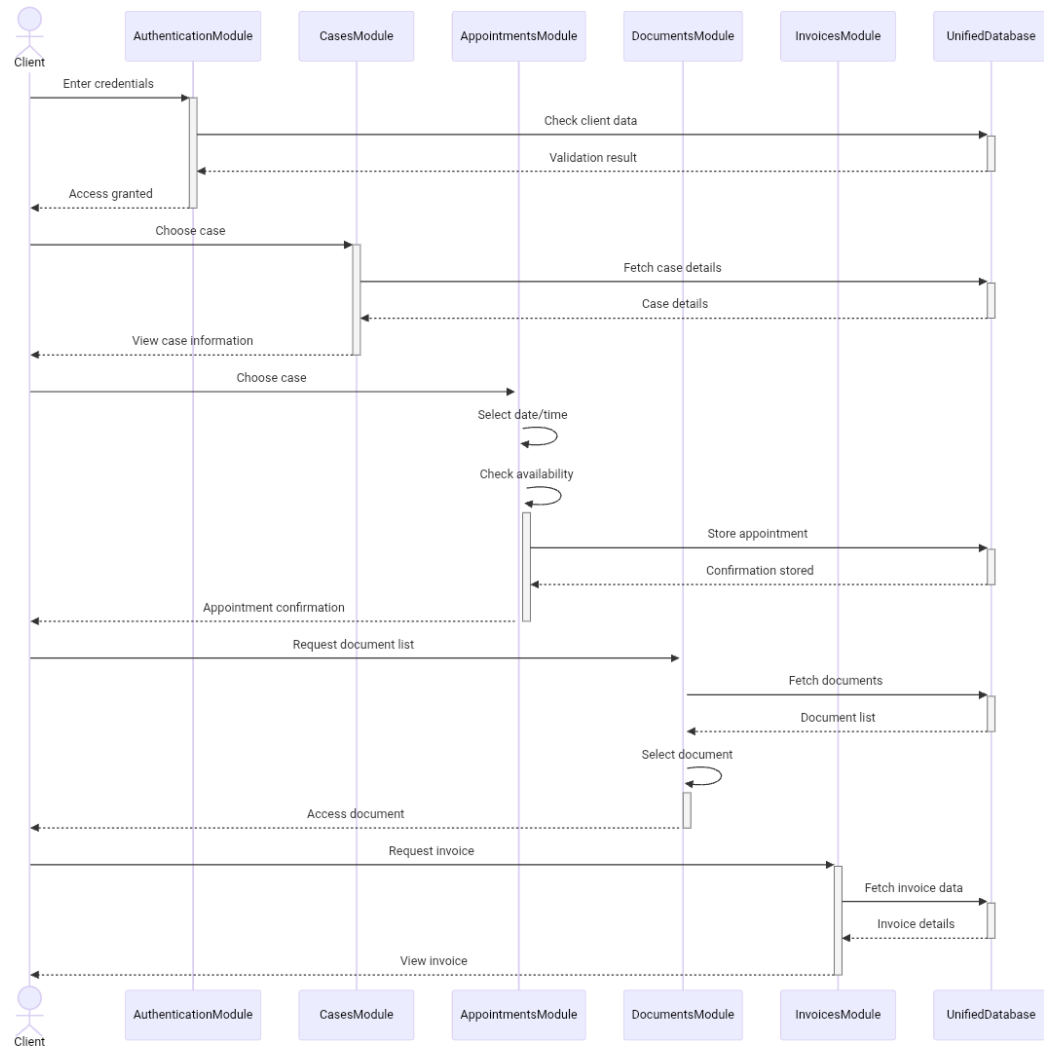 AuthenticationModule
CasesModule
AppointmentsModule
DocumentsModule
InvoicesModule
UnifiedDatabase
Client
Enter credentials
Check client data
Validation result
Access granted
Choose case
Fetch case details
Case details
View case information
Choose case
Select date/time
Check availability
Store appointment
Confirmation stored
Appointment confirmation
Request document list
Fetch documents
Document list
Select document
Access document
Request invoice
Fetch invoice data
Invoice details
View invoice
AuthenticationModule
CasesModule
AppointmentsModule
DocumentsModule
InvoicesModule
UnifiedDatabase
Client